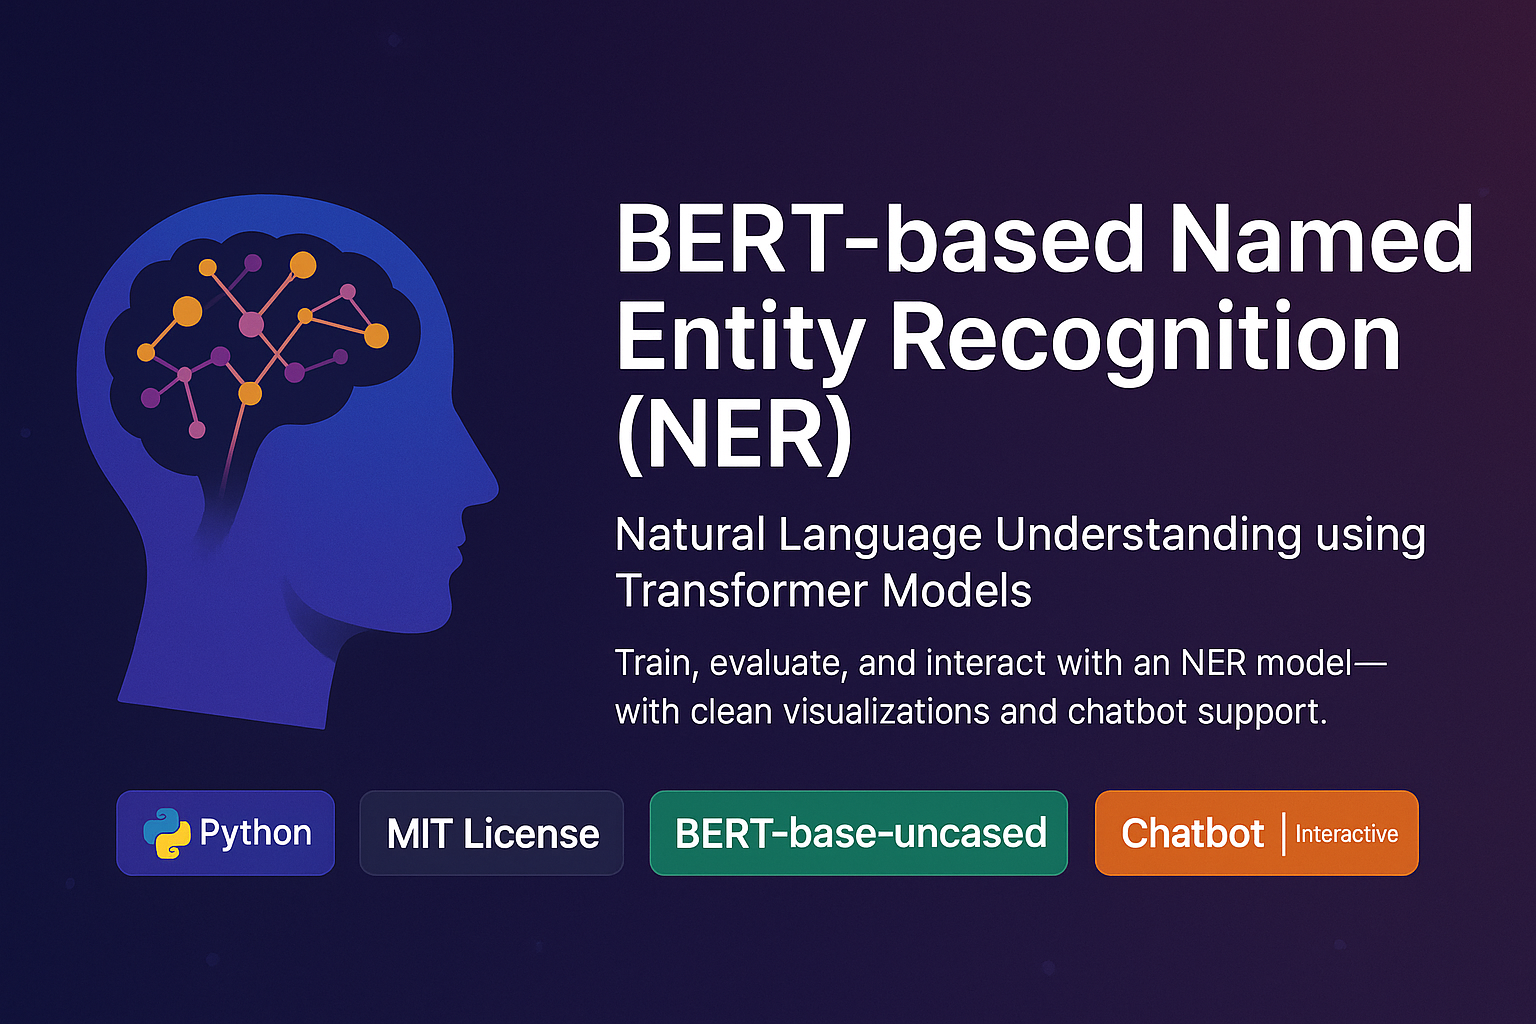 BERT-based Named
Entity Recognition
(NER)
Natural Language Understanding using
Transformer Models
Train, evaluate, and interact with an NER model—
with clean visualizations and chatbot support.
Python
MIT License
BERT-base-uncased
Chatbot | Interactive